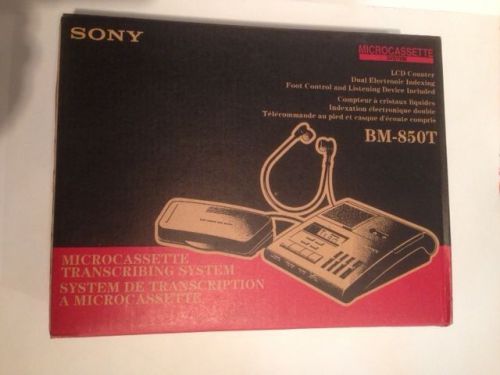 SONY
MICROCASSETTE
SYSTEM
LCD Counter
Dual Electronic Indexing
Foot Control and Listening Device Included
Compteur à cristaux liquides
Indexation électronique double
Télécommande au pied et casque d'écoute compris
BM-850T
MICROCASSETTE
TRANSCRIBING SYSTEM
SYSTEM DE TRANSCRIPTION
A MICROCASSETTE